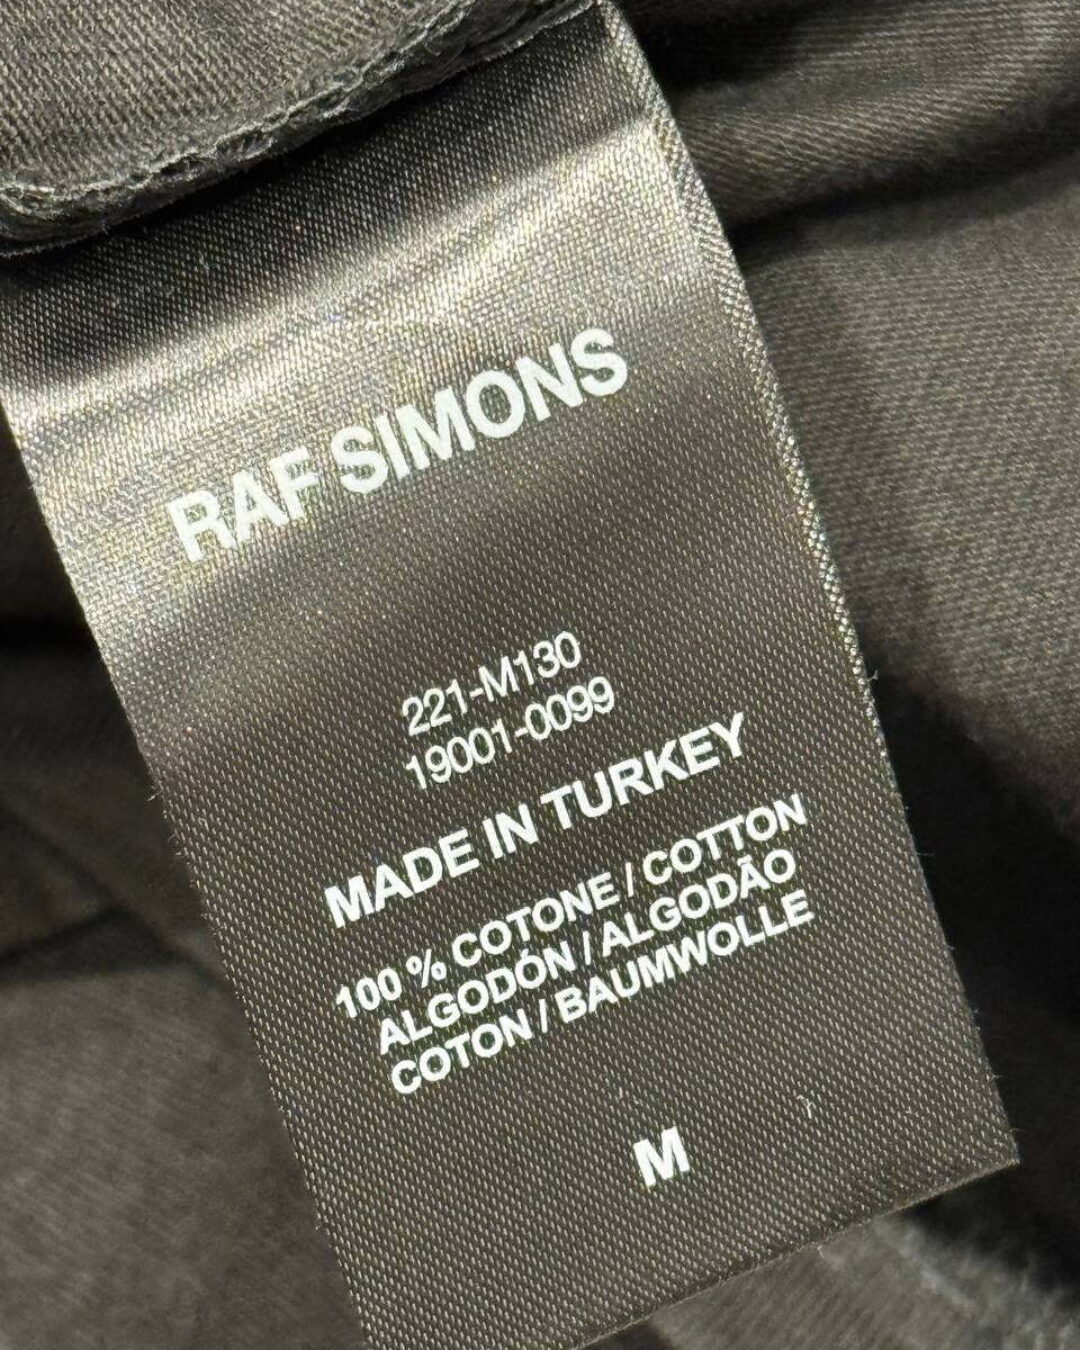 RAF SIMONS
221-M130
19001-0099
MADE IN TURKEY
100 % COTONE / COTTON
ALGODÓN / ALGODÃO
COTON / BAUMWOLLE
M